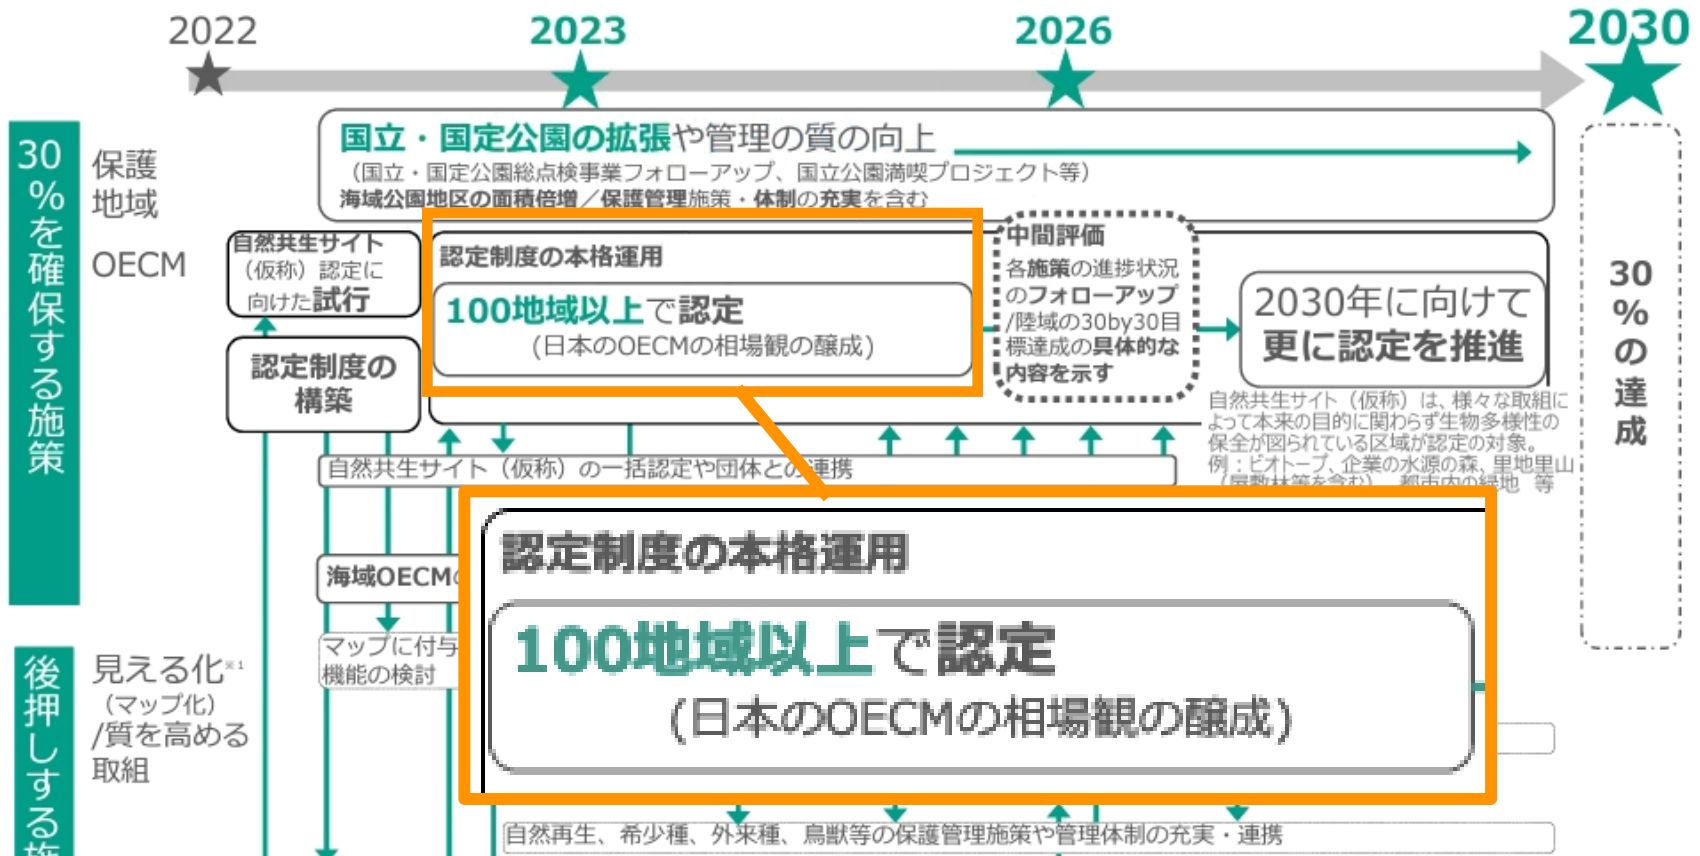 2022
2023
2026
2030
30%を確保する施策
保護
地域
国立・国定公園の拡張や管理の質の向上
（国立・国定公園総点検事業フォローアップ、国立公園満喫プロジェクト等）
海域公園地区の面積倍増／保護管理施策・体制の充実を含む
OECM
自然共生サイト
（仮称）認定に
向けた試行
認定制度の
構築
認定制度の本格運用
100地域以上で認定
(日本のOECMの相場観の醸成)
中間評価
各施策の進捗状況
のフォローアップ
/陸域の30by30目
標達成の具体的な
内容を示す
2030年に向けて
更に認定を推進
自然共生サイト（仮称）は、様々な取組に
よって本来の目的に関わらず生物多様性の
保全が図られている区域が認定の対象。
例：ビオトープ、企業の水源の森、里地里山
（屋敷林等を含む）、都市内の緑地 等
30%の達成
自然共生サイト（仮称）の一括認定や団体との連携
認定制度の本格運用
100地域以上で認定
(日本のOECMの相場観の醸成)
海域OECMの
後押しする施
見える化※1
（マップ化）
/質を高める
取組
マップに付与
機能の検討
自然再生、希少種、外来種、鳥獣等の保護管理施策や管理体制の充実・連携